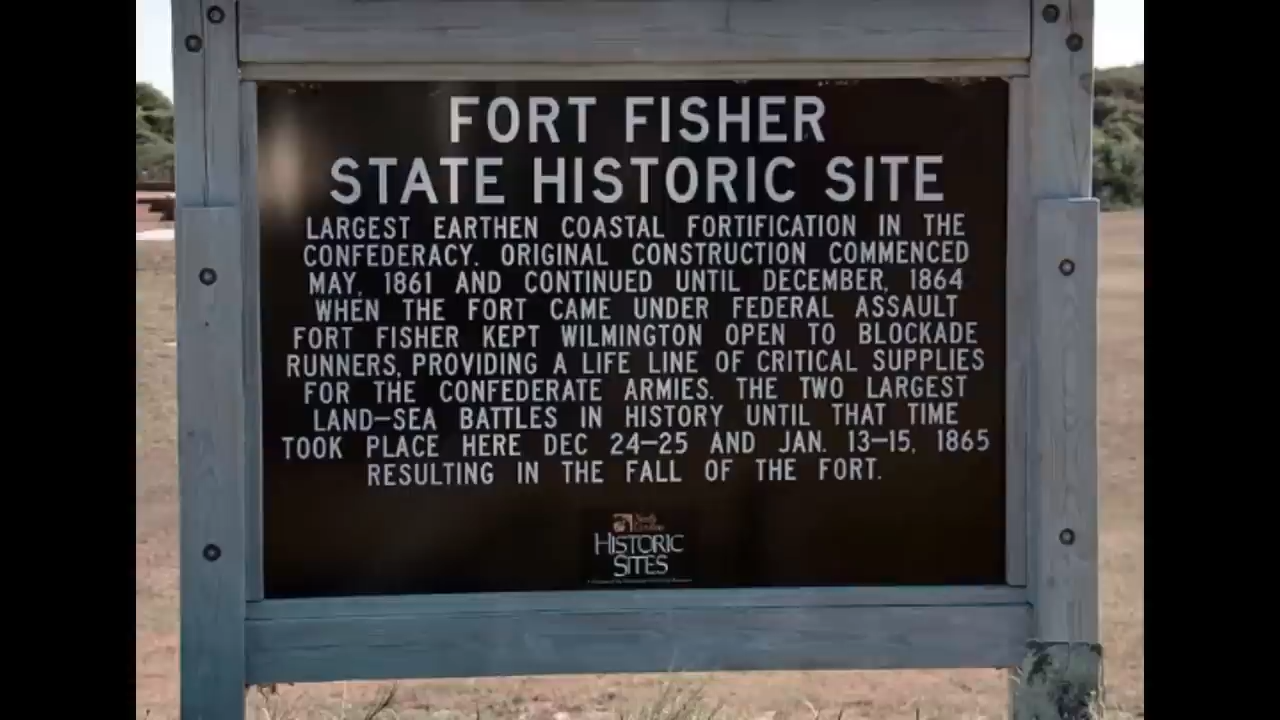 FORT FISHER
STATE HISTORIC SITE
LARGEST EARTHEN COASTAL FORTIFICATION IN THE
CONFEDERACY. ORIGINAL CONSTRUCTION COMMENCED
MAY, 1861 AND CONTINUED UNTIL DECEMBER, 1864
WHEN THE FORT CAME UNDER FEDERAL ASSAULT
FORT FISHER KEPT WILMINGTON OPEN TO BLOCKADE
RUNNERS, PROVIDING A LIFE LINE OF CRITICAL SUPPLIES
FOR THE CONFEDERATE ARMIES. THE TWO LARGEST
LAND-SEA BATTLES IN HISTORY UNTIL THAT TIME
TOOK PLACE HERE DEC 24-25 AND JAN. 13-15, 1865
RESULTING IN THE FALL OF THE FORT.
North
Carolina
HISTORIC
SITES